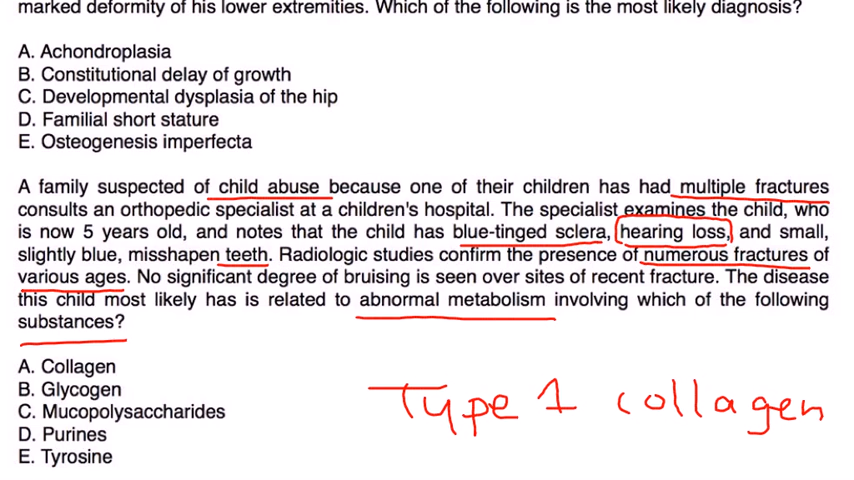 marked deformity of his lower extremities. Which of the following is the most likely diagnosis?
A. Achondroplasia
B. Constitutional delay of growth
C. Developmental dysplasia of the hip
D. Familial short stature
E. Osteogenesis imperfecta
A family suspected of child abuse because one of their children has had multiple fractures
consults an orthopedic specialist at a children's hospital. The specialist examines the child, who
is now 5 years old, and notes that the child has blue-tinged sclera, hearing loss, and small,
slightly blue, misshapen teeth. Radiologic studies confirm the presence of numerous fractures of
various ages. No significant degree of bruising is seen over sites of recent fracture. The disease
this child most likely has is related to abnormal metabolism involving which of the following
substances?
A. Collagen
B. Glycogen
C. Mucopolysaccharides
D. Purines
E. Tyrosine
Type 1 collagen